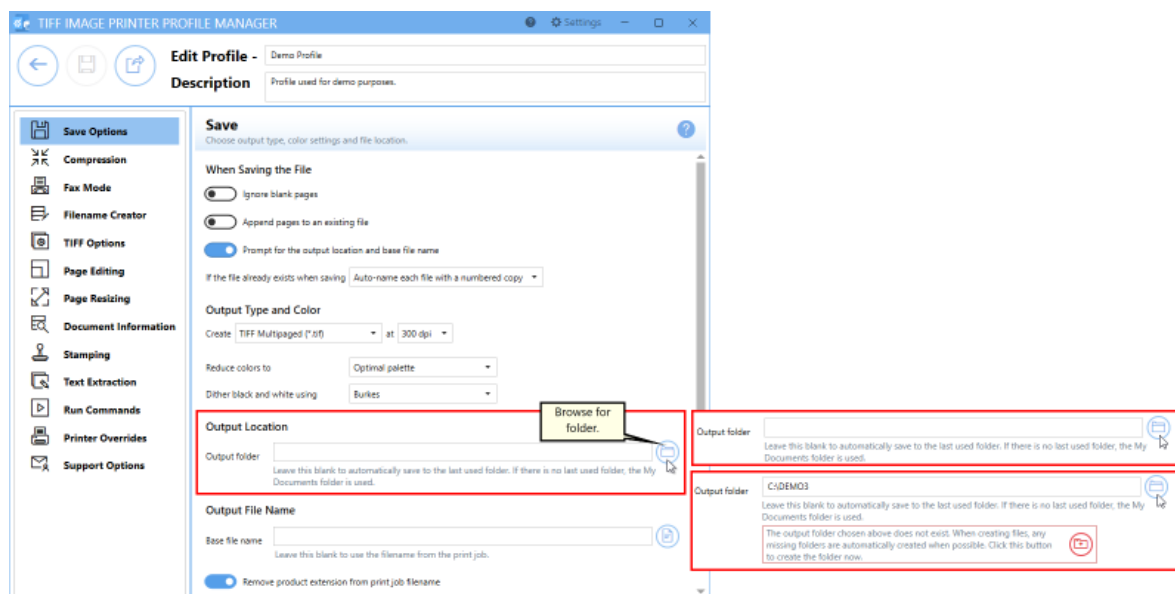 TIFF IMAGE PRINTER PROFILE MANAGER
Settings
Edit Profile -
Demo Profile
Description
Profile used for demo purposes.
Save Options
Compression
Fax Mode
Filename Creator
TIFF Options
Page Editing
Page Resizing
Document Information
Stamping
Text Extraction
Run Commands
Printer Overrides
Support Options
Save
Choose output type, color settings and file location.
When Saving the File
Ignore blank pages
Append pages to an existing file
Prompt for the output location and base file name
If the file already exists when saving
Auto-name each file with a numbered copy
Output Type and Color
Create
TIFF Multipaged (*.tif)
at
300 dpi
Reduce colors to
Optimal palette
Dither black and white using
Burkes
Output Location
Browse for
folder.
Output folder
Leave this blank to automatically save to the last used folder. If there is no last used folder, the My
Documents folder is used.
Output File Name
Base file name
Leave this blank to use the filename from the print job.
Remove product extension from print job filename
Output folder
Leave this blank to automatically save to the last used folder. If there is no last used folder, the My
Documents folder is used.
Output folder
C:\DEMO3
Leave this blank to automatically save to the last used folder. If there is no last used folder, the My
Documents folder is used.
The output folder chosen above does not exist. When creating files, any
missing folders are automatically created when possible. Click this button
to create the folder now.